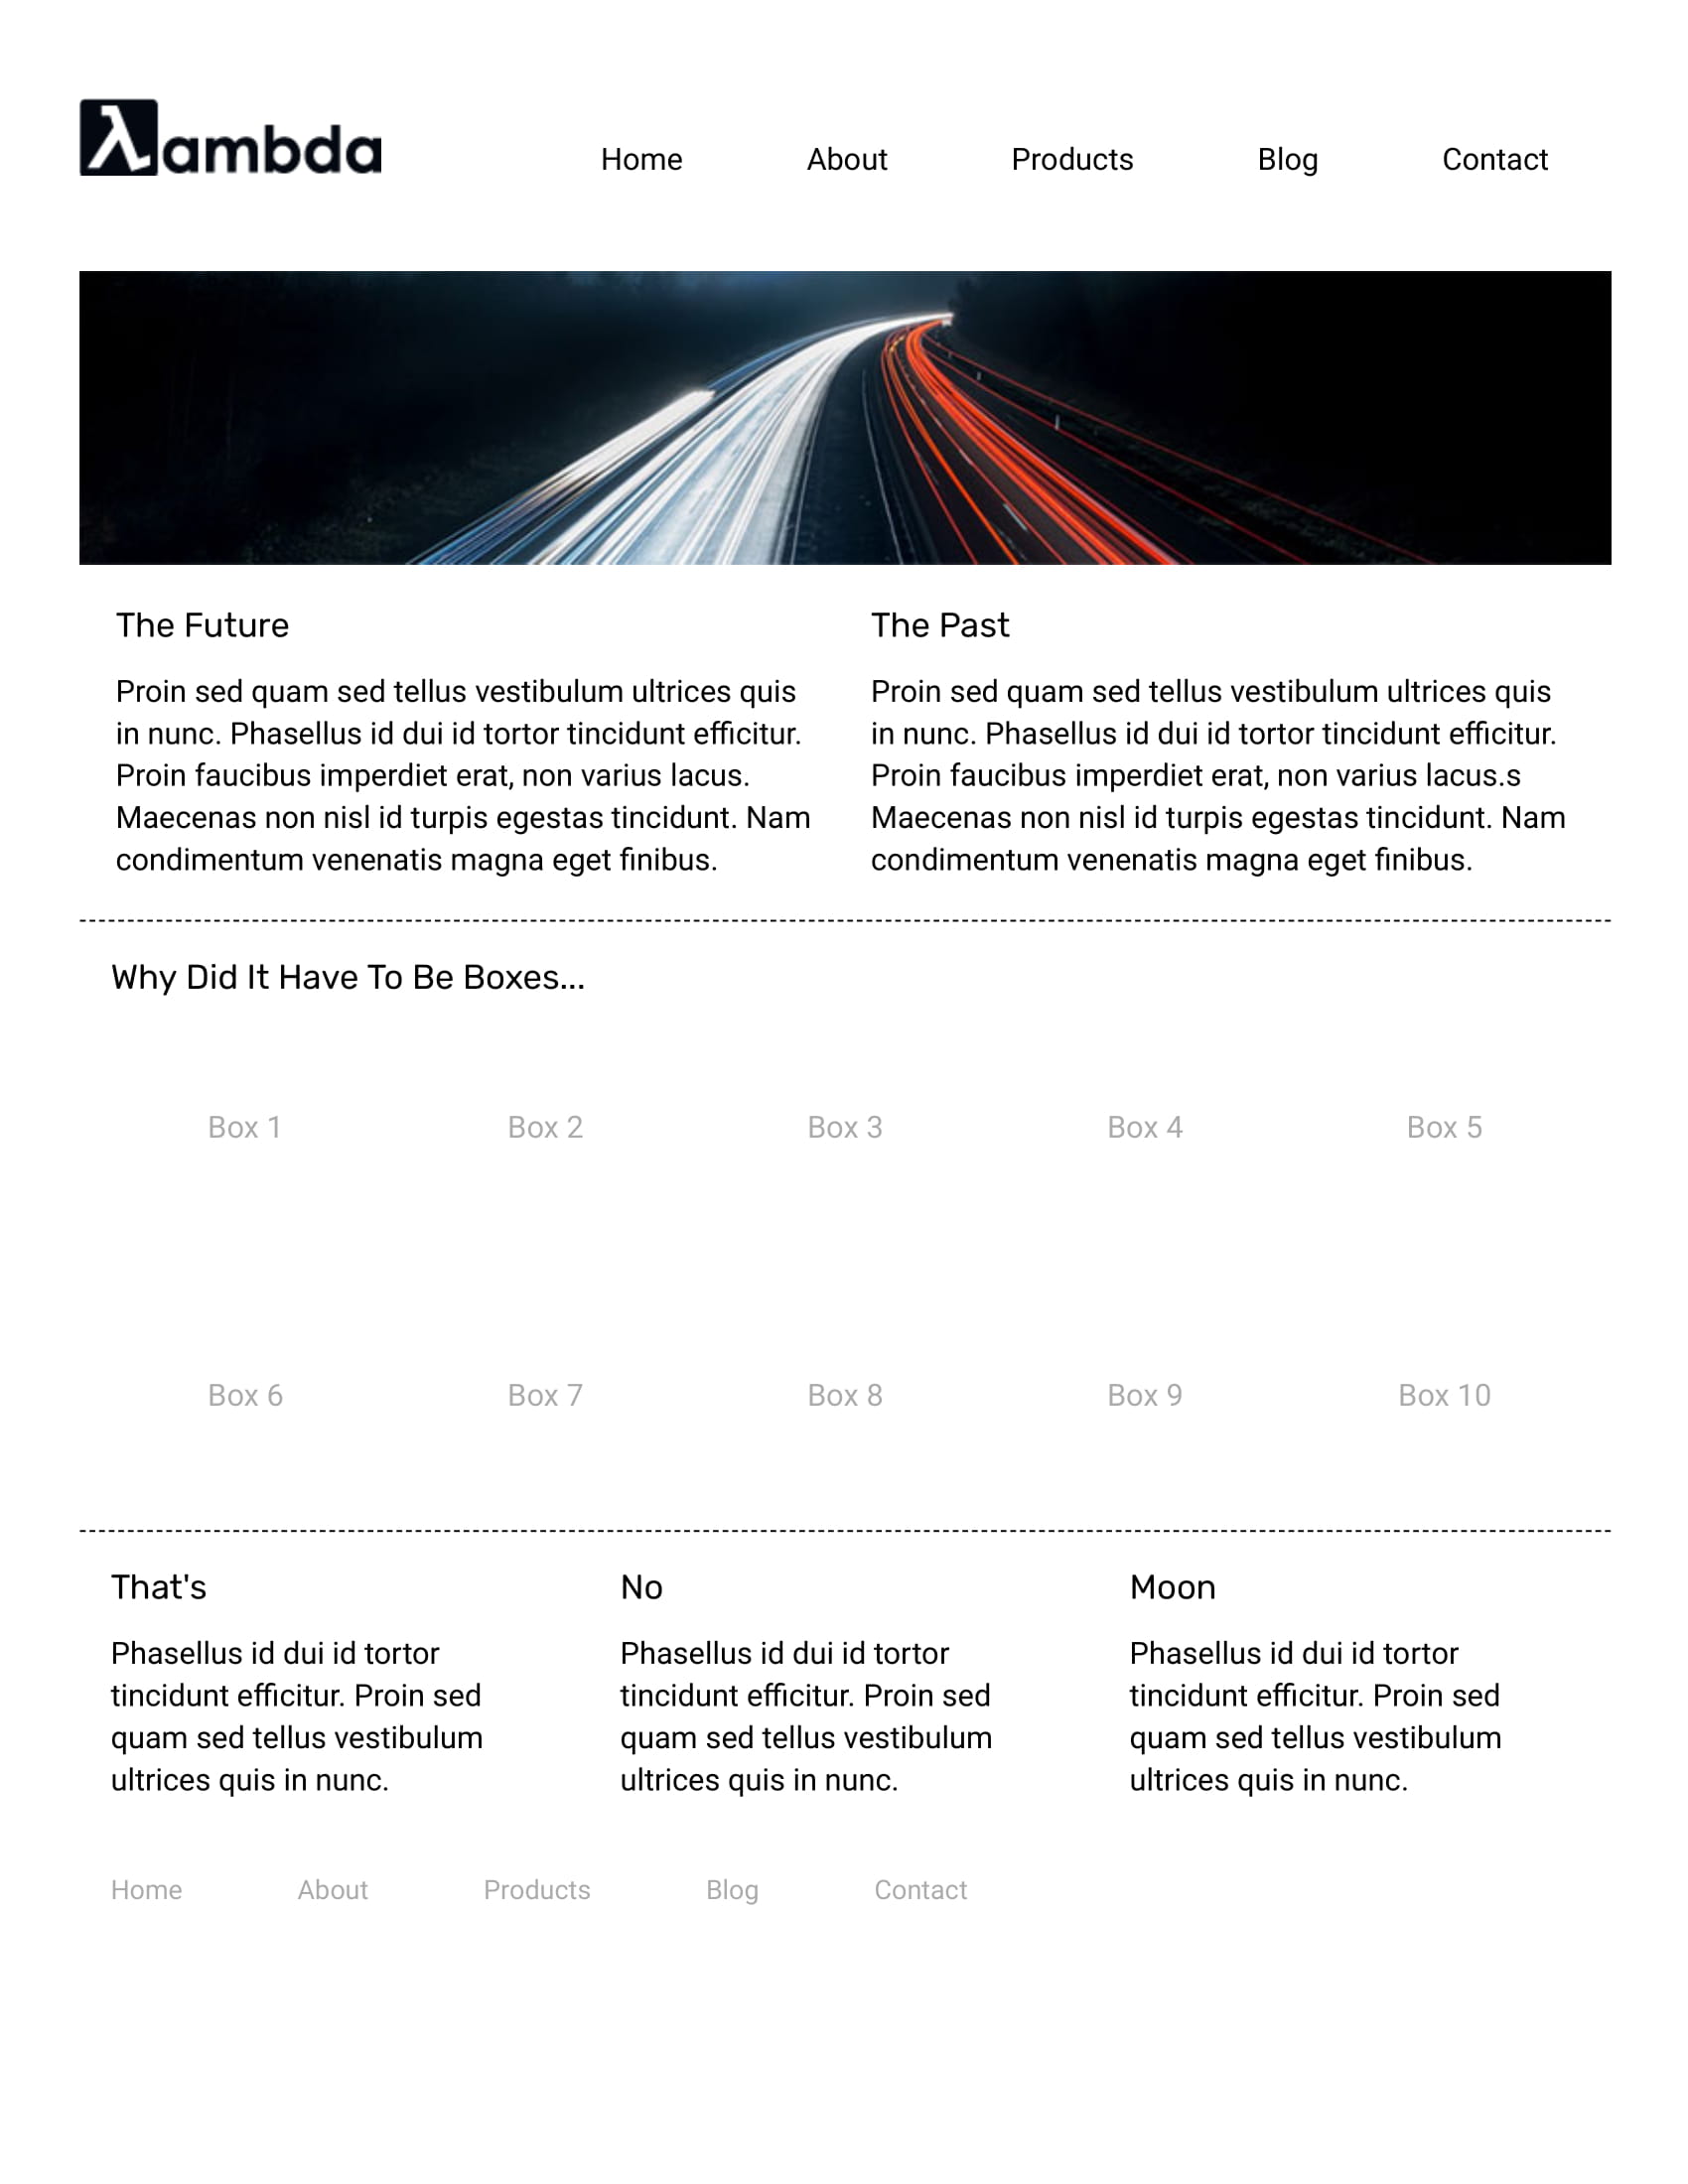 λambda
Home About Products Blog Contact
The Future
Proin sed quam sed tellus vestibulum ultrices quis
in nunc. Phasellus id dui id tortor tincidunt efficitur.
Proin faucibus imperdiet erat, non varius lacus.
Maecenas non nisl id turpis egestas tincidunt. Nam
condimentum venenatis magna eget finibus.
The Past
Proin sed quam sed tellus vestibulum ultrices quis
in nunc. Phasellus id dui id tortor tincidunt efficitur.
Proin faucibus imperdiet erat, non varius lacus.s
Maecenas non nisl id turpis egestas tincidunt. Nam
condimentum venenatis magna eget finibus.
Why Did It Have To Be Boxes...
Box 1 Box 2 Box 3 Box 4 Box 5
Box 6 Box 7 Box 8 Box 9 Box 10
That's
Phasellus id dui id tortor
tincidunt efficitur. Proin sed
quam sed tellus vestibulum
ultrices quis in nunc.
No
Phasellus id dui id tortor
tincidunt efficitur. Proin sed
quam sed tellus vestibulum
ultrices quis in nunc.
Moon
Phasellus id dui id tortor
tincidunt efficitur. Proin sed
quam sed tellus vestibulum
ultrices quis in nunc.
Home About Products Blog Contact